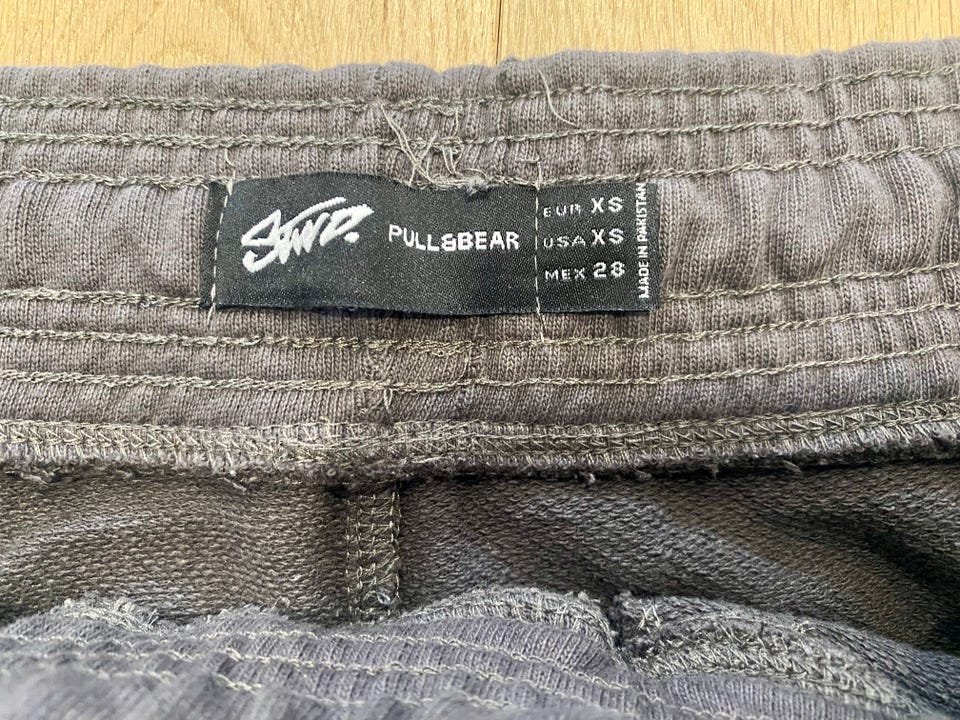 STWD.
PULL&BEAR
EUR XS
USA XS
MEX 28
MADE IN PAKISTAN